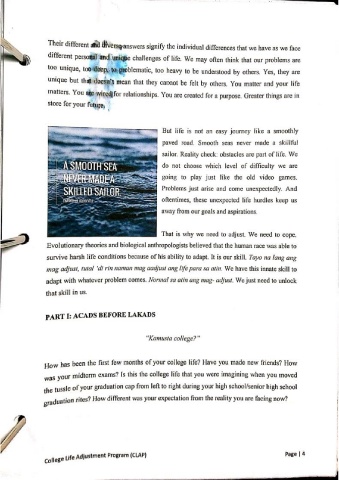 Their different and diverse answers signify the individual differences that we have as we face
different personal and unique challenges of life. We may often think that our problems are
too unique, too deep, to problematic, too heavy to be understood by others. Yes, they are
unique but that doesn't mean that they cannot be felt by others. You matter and your life
matters. You are wired for relationships. You are created for a purpose. Greater things are in
store for your future.
A SMOOTH SEA
NEVER MADE A
SKILLED SAILOR
But life is not an easy journey like a smoothly
paved road. Smooth seas never made a skillful
sailor. Reality check: obstacles are part of life. We
do not choose which level of difficulty we are
going to play just like the old video games.
Problems just arise and come unexpectedly. And
oftentimes, these unexpected life hurdles keep us
away from our goals and aspirations.
That is why we need to adjust. We need to cope.
Evolutionary theories and biological anthropologists believed that the human race was able to
survive harsh life conditions because of his ability to adapt. It is our skill. Tayo na lang ang
mag adjust, tutal 'di rin naman mag aadjust ang life para sa atin. We have this innate skill to
adapt with whatever problem comes. Normal sa atin ang mag- adjust. We just need to unlock
that skill in us.
PART I: ACADS BEFORE LAKADS
"Kamusta college?"
How has been the first few months of your college life? Have you made new friends? How
was your midterm exams? Is this the college life that you were imagining when you moved
the tussle of your graduation cap from left to right during your high school/senior high school
graduation rites? How different was your expectation from the reality you are facing now?
College Life Adjustment Program (CLAP)
Page | 4